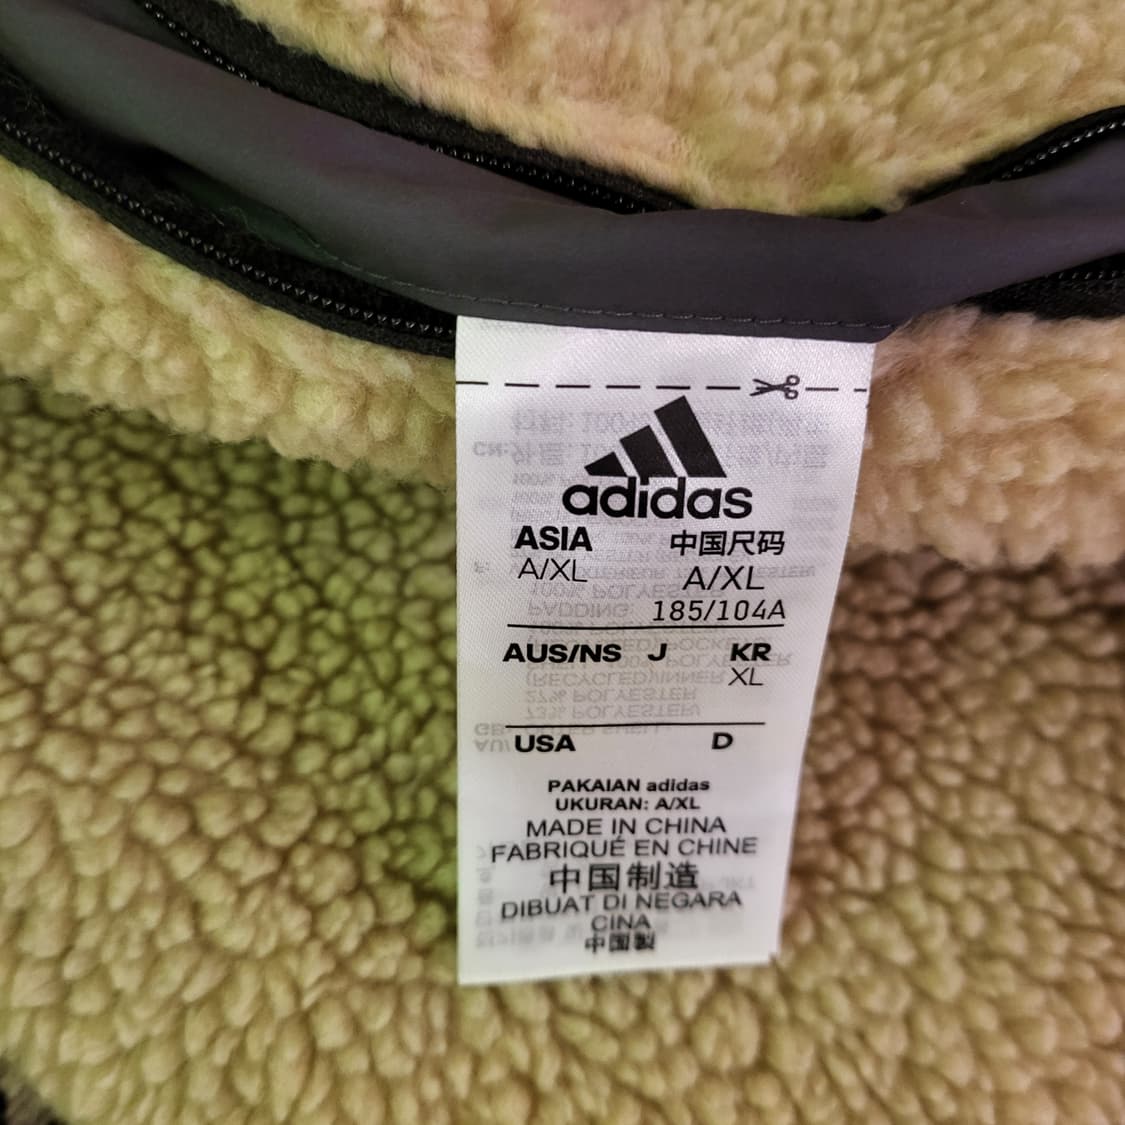 adidas
ASIA 中国尺码
A/XL A/XL
185/104A
AUS/NS J KR
XL
USA D
PAKAIAN adidas
UKURAN: A/XL
MADE IN CHINA
FABRIQUÉ EN CHINE
中国制造
DIBUAT DI NEGARA
CINA
中国製